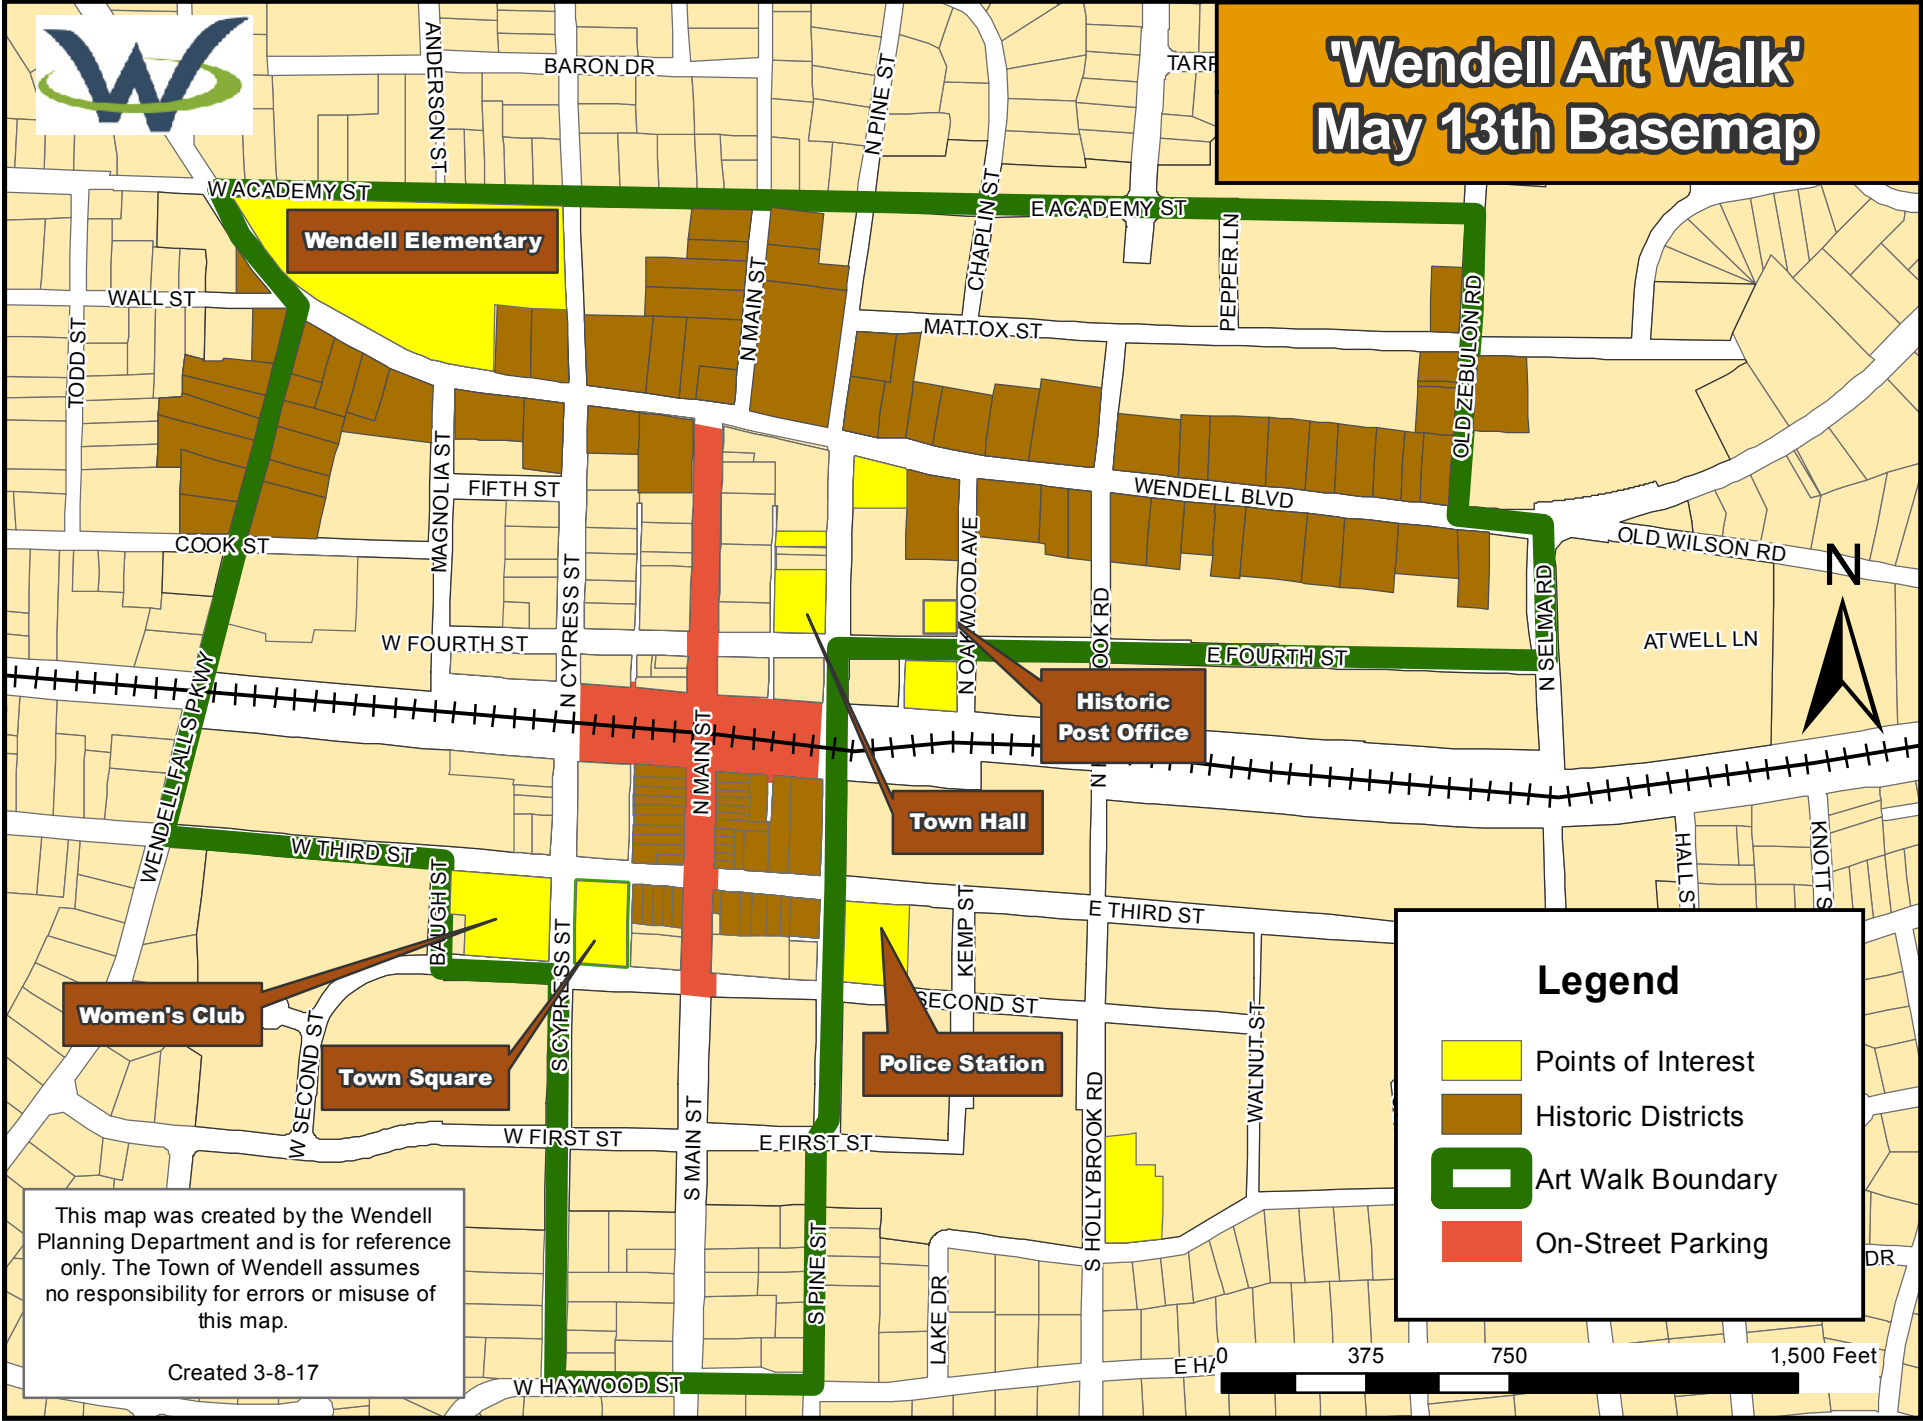 'Wendell Art Walk'
May 13th Basemap
W
ANDERSON ST
BARON DR
N PINE ST
TARR
W ACADEMY ST
E ACADEMY ST
CHAPLIN ST
PEPPER LN
Wendell Elementary
WALL ST
TODD ST
N MAIN ST
MATTOX ST
OLD ZEBULON RD
MAGNOLIA ST
FIFTH ST
WENDELL BLVD
COOK ST
OLD WILSON RD
N
N CYPRESS ST
N OAKWOOD AVE
OOK RD
N SELMA RD
W FOURTH ST
E FOURTH ST
ATWELL LN
WENDELL FALLS PKWY
N MAIN ST
Historic
Post Office
Town Hall
W THIRD ST
HALL S
KNOTT S
BAUGH ST
KEMP ST
E THIRD ST
S CYPRESS ST
SECOND ST
Women's Club
W SECOND ST
Town Square
Police Station
WALNUT ST
W FIRST ST
E FIRST ST
S MAIN ST
S HOLLYBROOK RD
S PINE ST
LAKE DR
W HAYWOOD ST
E HA
DR
Legend
Points of Interest
Historic Districts
Art Walk Boundary
On-Street Parking
0 375 750 1,500 Feet
This map was created by the Wendell
Planning Department and is for reference
only. The Town of Wendell assumes
no responsibility for errors or misuse of
this map.
Created 3-8-17